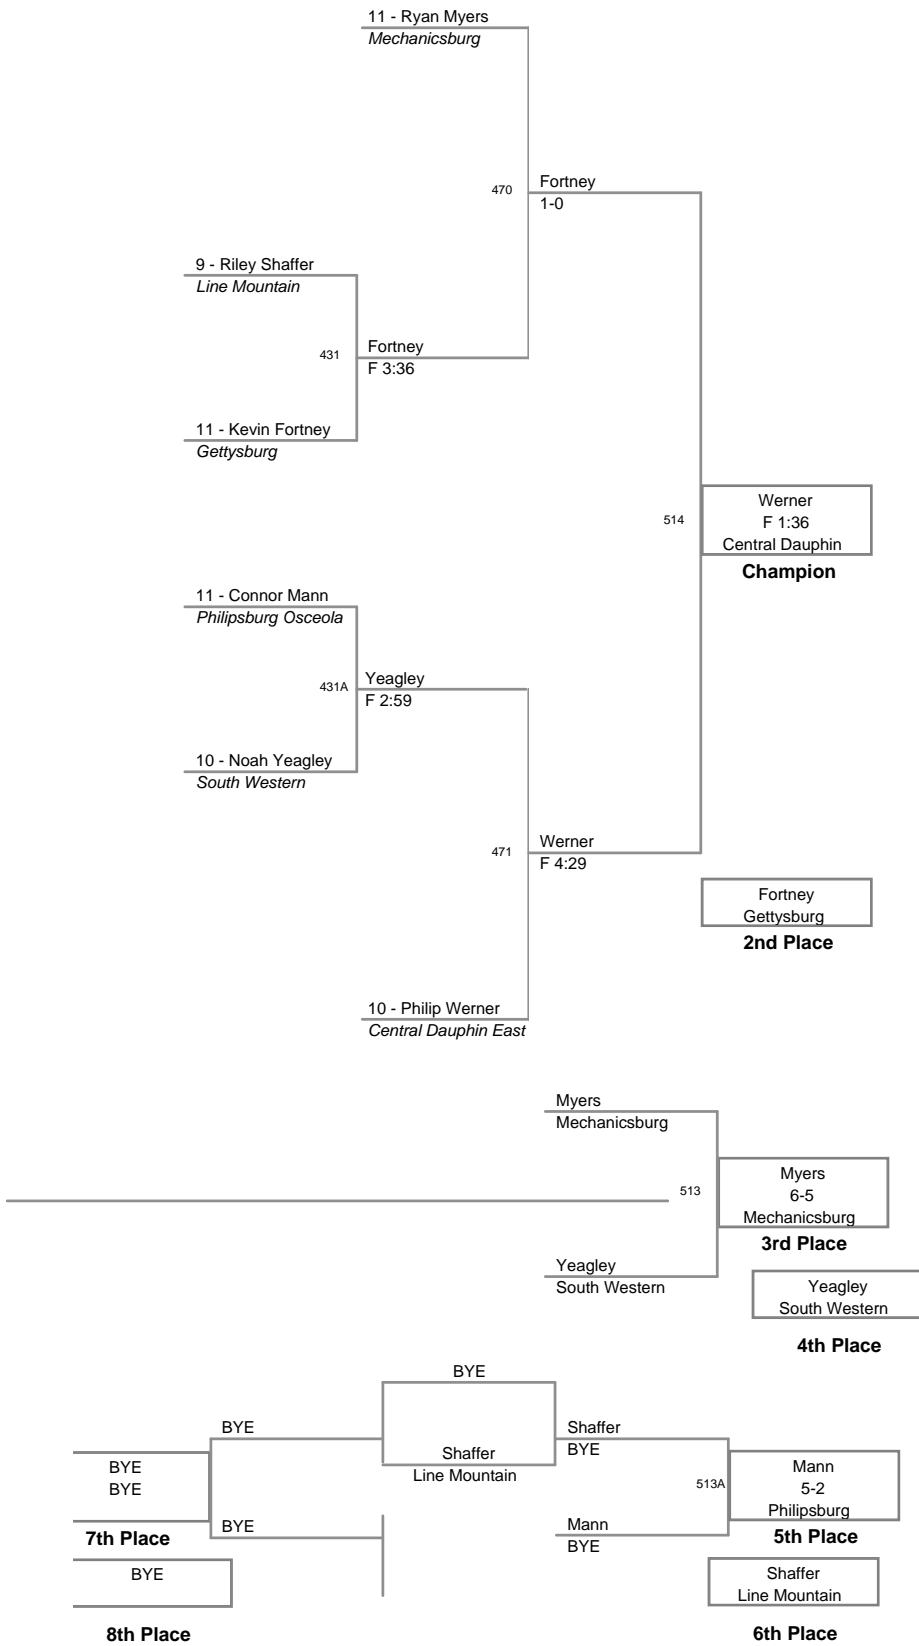 11 - Ryan Myers
Mechanicsburg
470
Fortney
1-0
9 - Riley Shaffer
Line Mountain
431
Fortney
F 3:36
11 - Kevin Fortney
Gettysburg
514
Werner
F 1:36
Central Dauphin
Champion
11 - Connor Mann
Philipsburg Osceola
431A
Yeagley
F 2:59
10 - Noah Yeagley
South Western
471
Werner
F 4:29
Fortney
Gettysburg
2nd Place
10 - Philip Werner
Central Dauphin East
Myers
Mechanicsburg
513
Myers
6-5
Mechanicsburg
3rd Place
Yeagley
South Western
Yeagley
South Western
4th Place
BYE
BYE
Shaffer
BYE
Shaffer
Line Mountain
BYE
BYE
7th Place
BYE
513A
Mann
5-2
Philipsburg
5th Place
Mann
BYE
BYE
8th Place
Shaffer
Line Mountain
6th Place